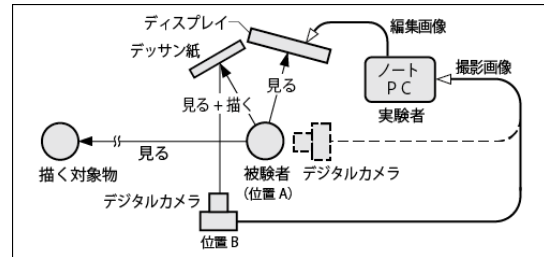 ディスプレイ
デッサン紙
編集画像
ノート
PC
撮影画像
実験者
見る
見る+描く
見る
描く対象物
被験者
(位置A)
デジタルカメラ
デジタルカメラ
位置B